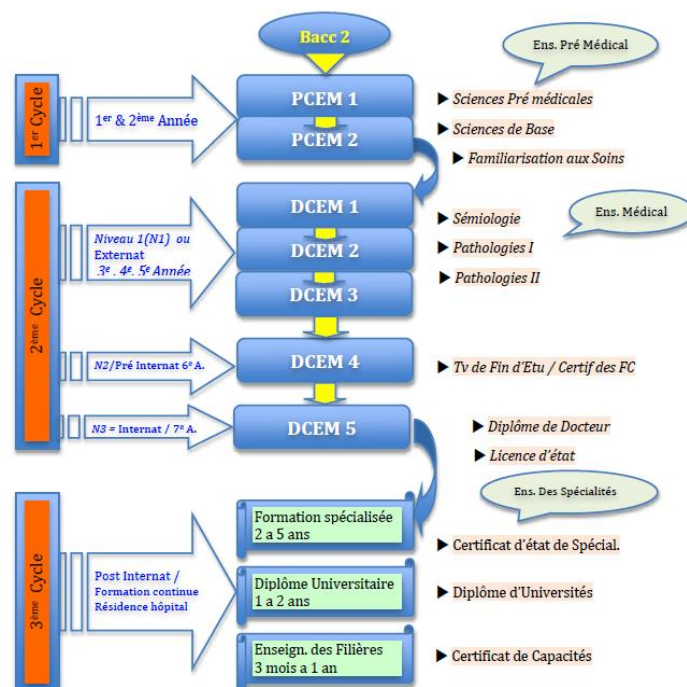 Bacc 2
Ens. Pré Médical
1er Cycle
1er & 2ème Année
PCEM 1
PCEM 2
▶ Sciences Pré médicales
▶ Sciences de Base
▶ Familiarisation aux Soins
2ème Cycle
Niveau 1(N1) ou
Externat
3e . 4e. 5e Année
DCEM 1
DCEM 2
DCEM 3
Ens. Médical
▶ Sémiologie
▶ Pathologies I
▶ Pathologies II
N2/Pré Internat 6e A.
DCEM 4
▶ Tv de Fin d'Etu / Certif des FC
N3 = Internat / 7e A.
DCEM 5
▶ Diplôme de Docteur
▶ Licence d'état
Ens. Des Spécialités
3ème Cycle
Post Internat /
Formation continue
Résidence hôpital
Formation spécialisée
2 a 5 ans
▶ Certificat d'état de Spécial.
Diplôme Universitaire
1 a 2 ans
▶ Diplôme d'Universités
Enseign. des Filières
3 mois a 1 an
▶ Certificat de Capacités